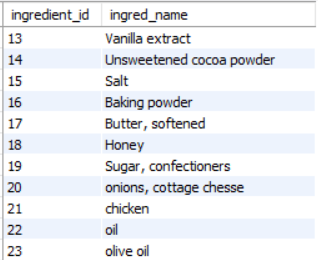 ingredient_id ingred_name
13 Vanilla extract
14 Unsweetened cocoa powder
15 Salt
16 Baking powder
17 Butter, softened
18 Honey
19 Sugar, confectioners
20 onions, cottage chesse
21 chicken
22 oil
23 olive oil